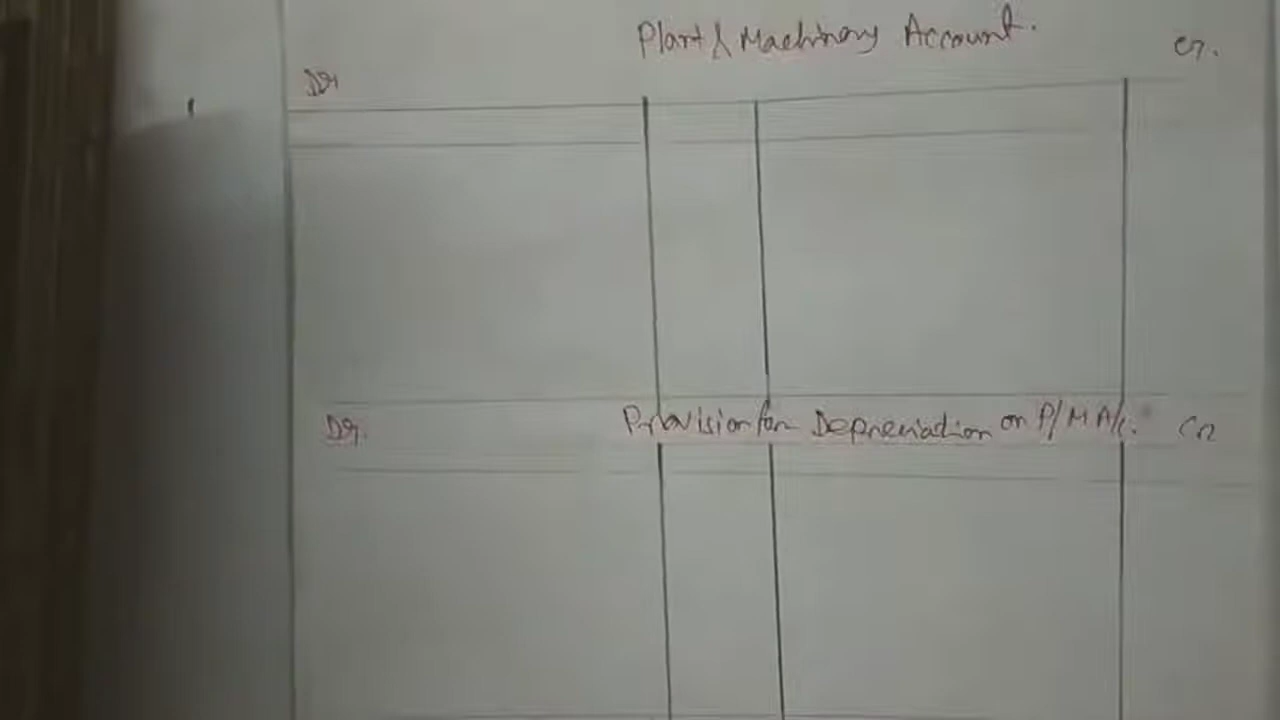 Plant & Machinery Account.
Dr Cr.
Dr. Provision for Depreciation on P/M A/c. Cr